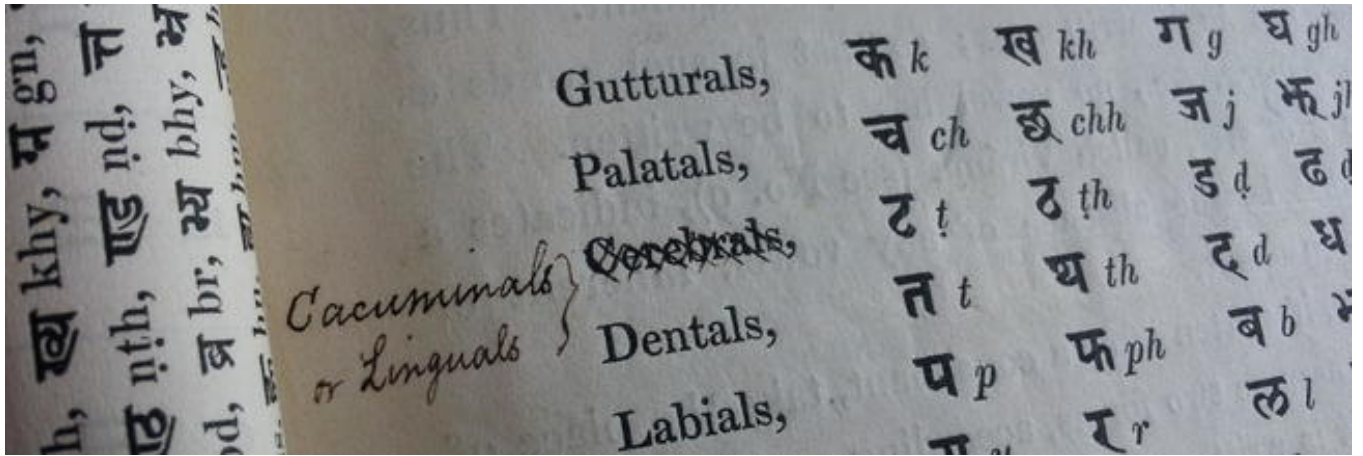 Gutturals, क k ख kh ग g घ gh
Palatals, च ch छ chh ज j झ
Cerebrals, ट ṭ ठ ṭh ड ḍ ढ
Cacuminals
or Linguals
Dentals, त t थ th द d ध
Labials, प p फ ph ब b
र r ल l
khy, ग्न gn,
ṇṭh, ण्ड ṇḍ, त्त
ब्र br, भ्य bhy,